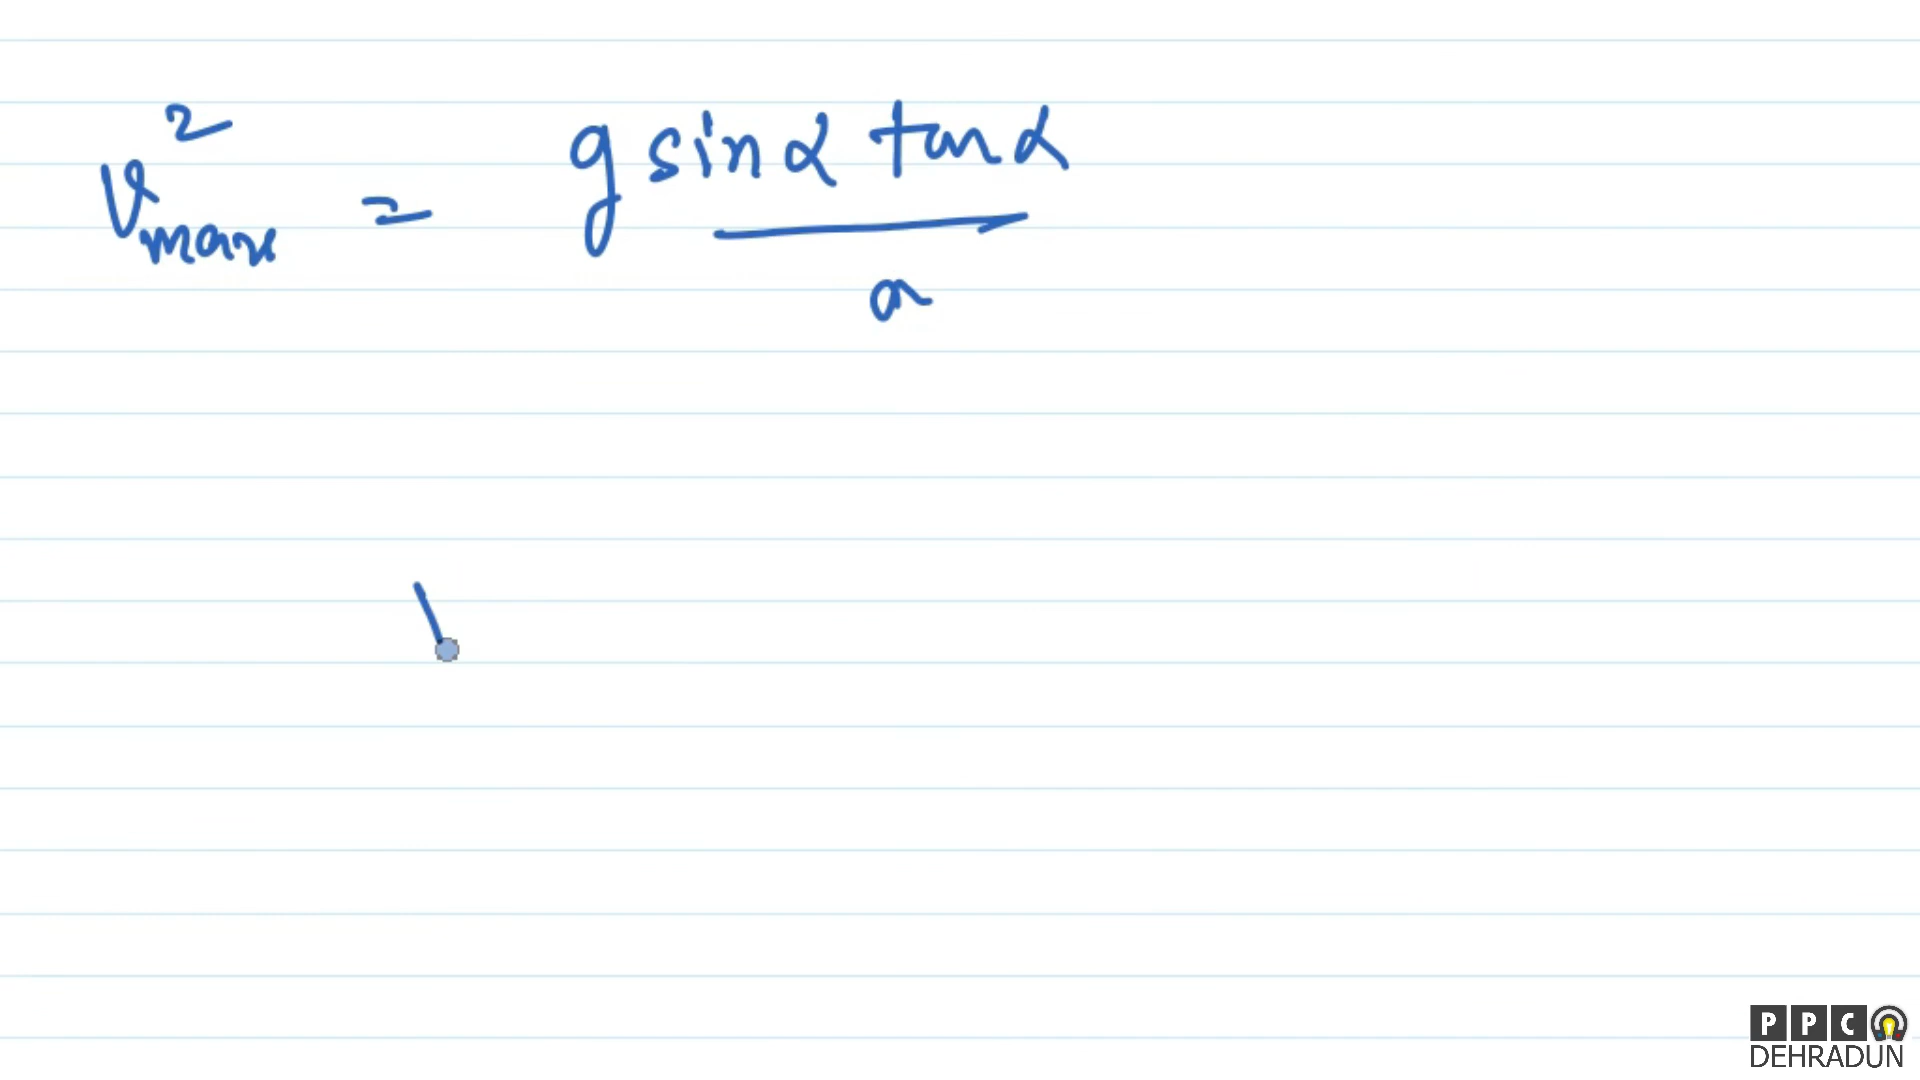 v²max = g sinα tanα
a
PPC
DEHRADUN